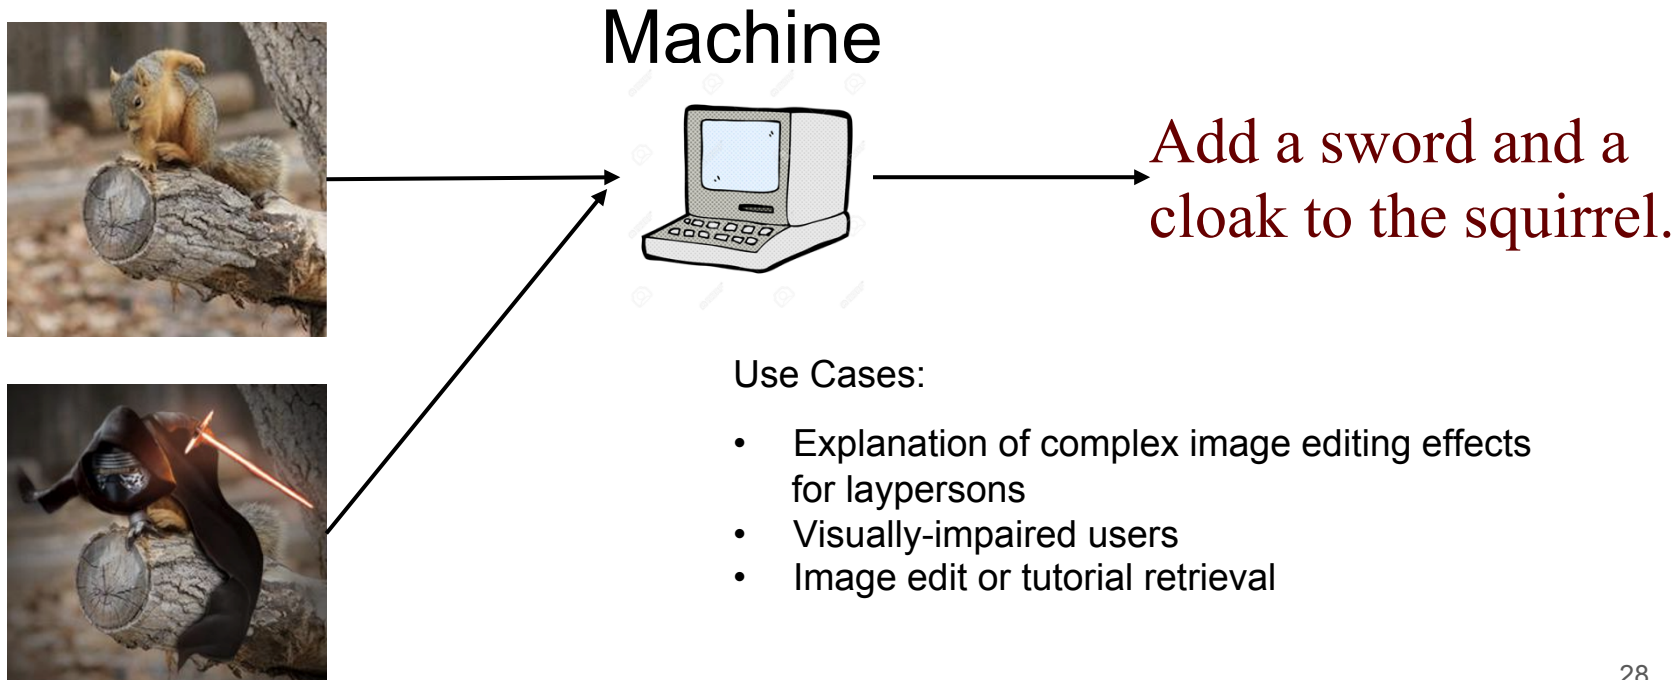 Machine
Add a sword and a
cloak to the squirrel.
Use Cases:
• Explanation of complex image editing effects
for laypersons
• Visually-impaired users
• Image edit or tutorial retrieval
28